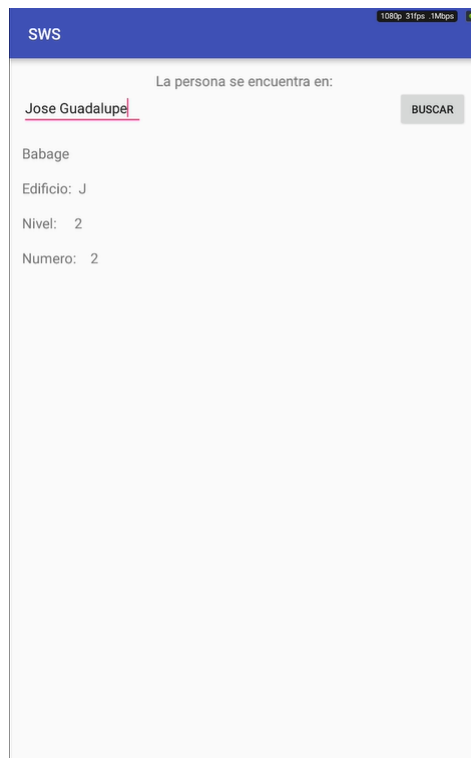 1080p 31fps .1Mbps
SWS
La persona se encuentra en:
Jose Guadalupe
BUSCAR
Babage
Edificio: J
Nivel: 2
Numero: 2